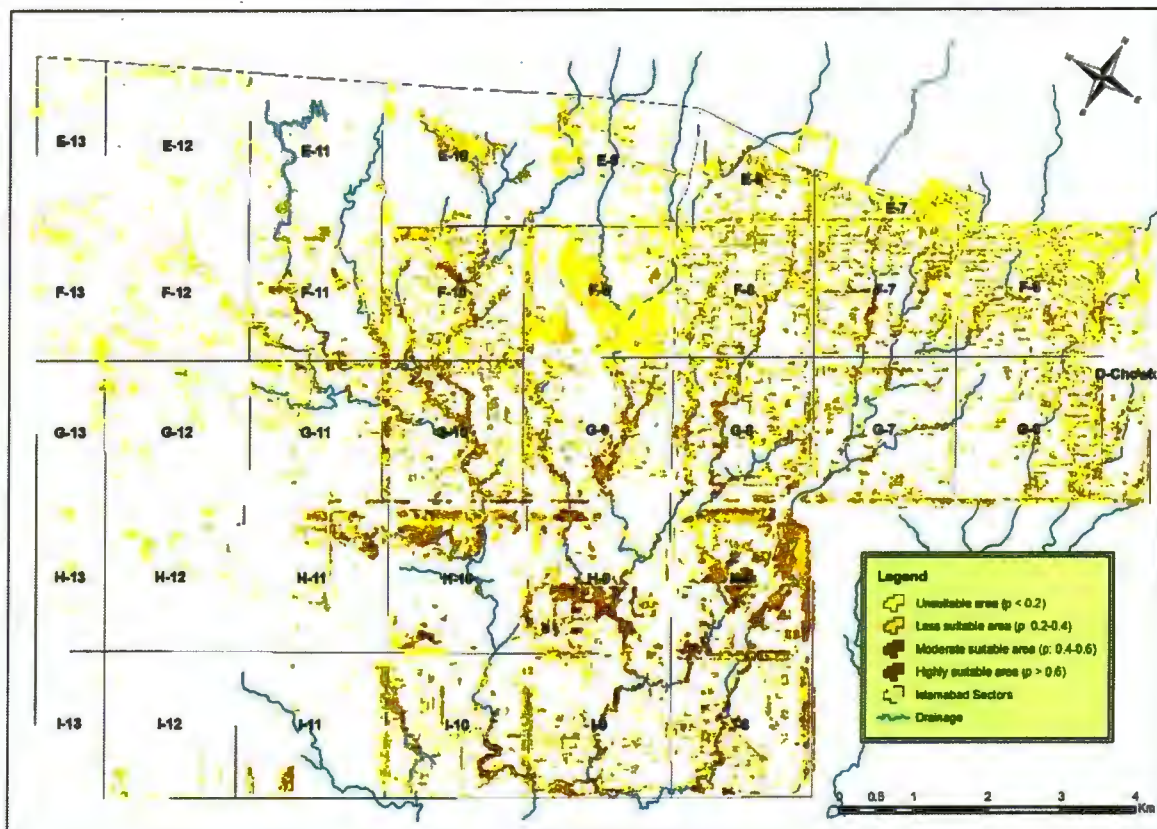 E-13 E-12 E-11 E-10 E-9 E-8 E-7
F-13 F-12 F-11 F-10 F-9 F-8 F-7 F-6
D-Choak
G-13 G-12 G-11 G-10 G-9 G-8 G-7 G-6
H-13 H-12 H-11 H-10 H-9 H-8
I-13 I-12 I-11 I-10 I-9 I-8
Legend
Unsuitable area (p < 0.2)
Less suitable area (p: 0.2-0.4)
Moderate suitable area (p: 0.4-0.6)
Highly suitable area (p > 0.6)
Islamabad Sectors
Drainage
0.5 1 2 3 4
Km